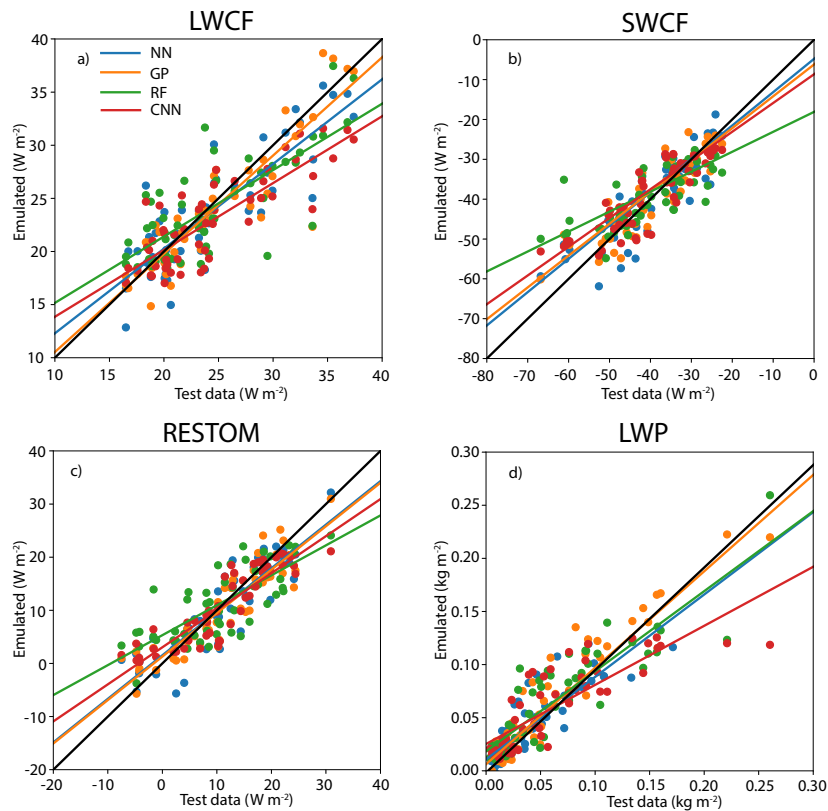 LWCF
a)
NN
GP
RF
CNN
40
35
30
25
20
15
10
Emulated (W m⁻²)
10 15 20 25 30 35 40
Test data (W m⁻²)
SWCF
b)
0
-10
-20
-30
-40
-50
-60
-70
-80
Emulated (W m⁻²)
-80 -70 -60 -50 -40 -30 -20 -10 0
Test data (W m⁻²)
RESTOM
c)
40
30
20
10
0
-10
-20
Emulated (W m⁻²)
-20 -10 0 10 20 30 40
Test data (W m⁻²)
LWP
d)
0.30
0.25
0.20
0.15
0.10
0.05
0.00
Emulated (kg m⁻²)
0.00 0.05 0.10 0.15 0.20 0.30
Test data (kg m⁻²)